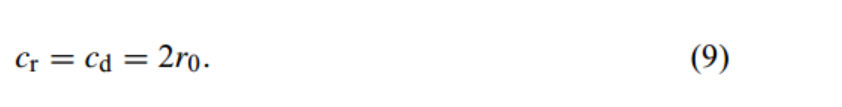 c_r = c_d = 2r_0. (9)